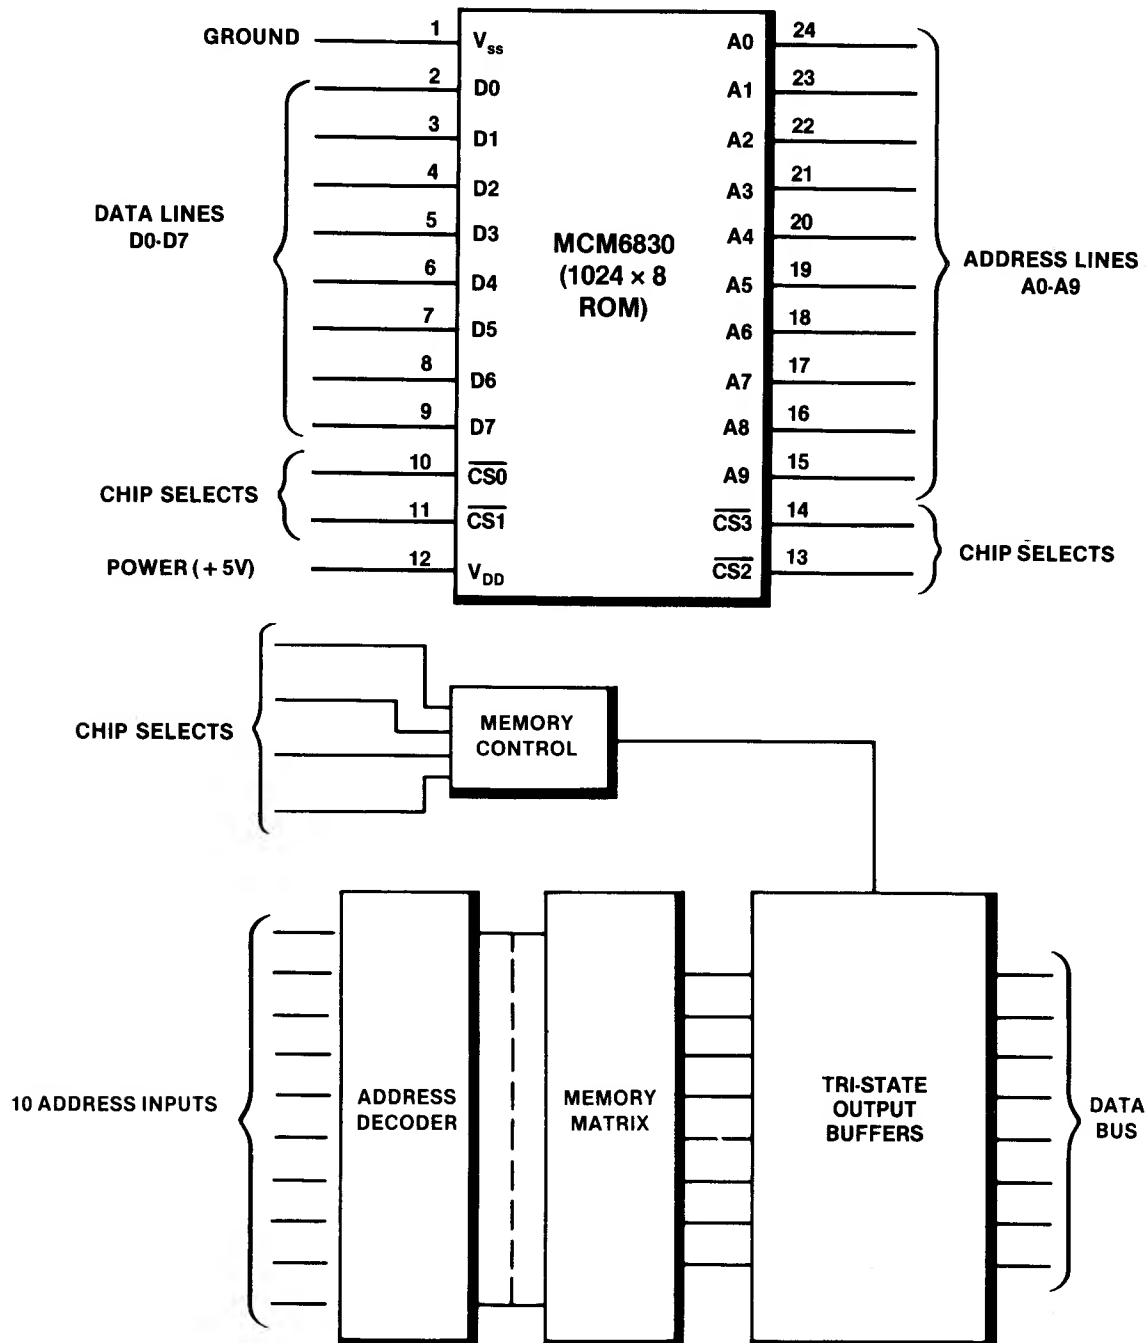 GROUND
1
V_ss
A0
24
2
D0
A1
23
3
D1
A2
22
4
D2
A3
21
DATA LINES
D0-D7
5
D3
A4
20
MCM6830
(1024 × 8
ROM)
ADDRESS LINES
A0-A9
6
D4
A5
19
7
D5
A6
18
8
D6
A7
17
9
D7
A8
16
10
C̅S̅0̅
A9
15
CHIP SELECTS
11
C̅S̅1̅
C̅S̅3̅
14
CHIP SELECTS
POWER (+5V)
12
V_DD
C̅S̅2̅
13
CHIP SELECTS
MEMORY
CONTROL
10 ADDRESS INPUTS
ADDRESS
DECODER
MEMORY
MATRIX
TRI-STATE
OUTPUT
BUFFERS
DATA
BUS